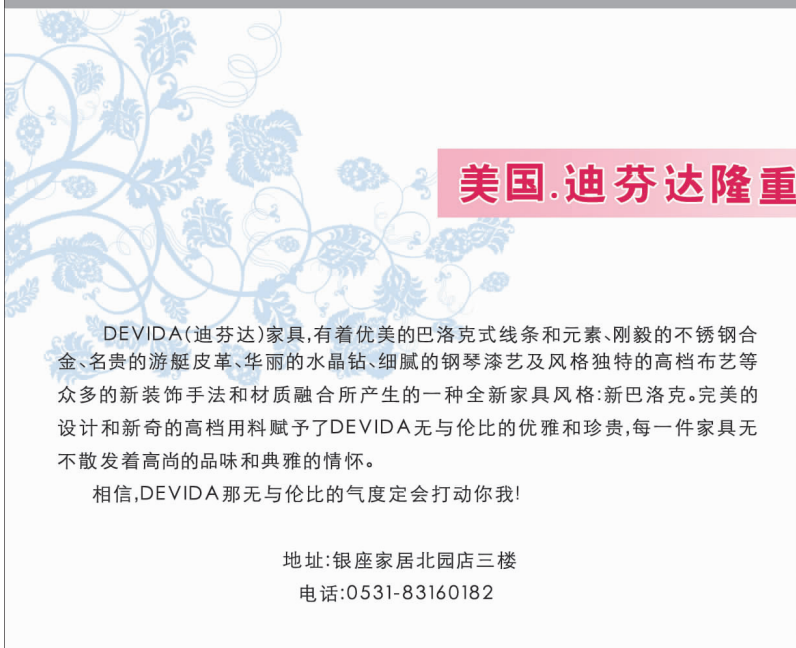 美国.迪芬达隆重
DEVIDA(迪芬达)家具,有着优美的巴洛克式线条和元素、刚毅的不锈钢合
金、名贵的游艇皮革、华丽的水晶钻、细腻的钢琴漆艺及风格独特的高档布艺等
众多的新装饰手法和材质融合所产生的一种全新家具风格:新巴洛克。完美的
设计和新奇的高档用料赋予了DEVIDA无与伦比的优雅和珍贵,每一件家具无
不散发着高尚的品味和典雅的情怀。
相信,DEVIDA那无与伦比的气度定会打动你我!
地址:银座家居北园店三楼
电话:0531-83160182